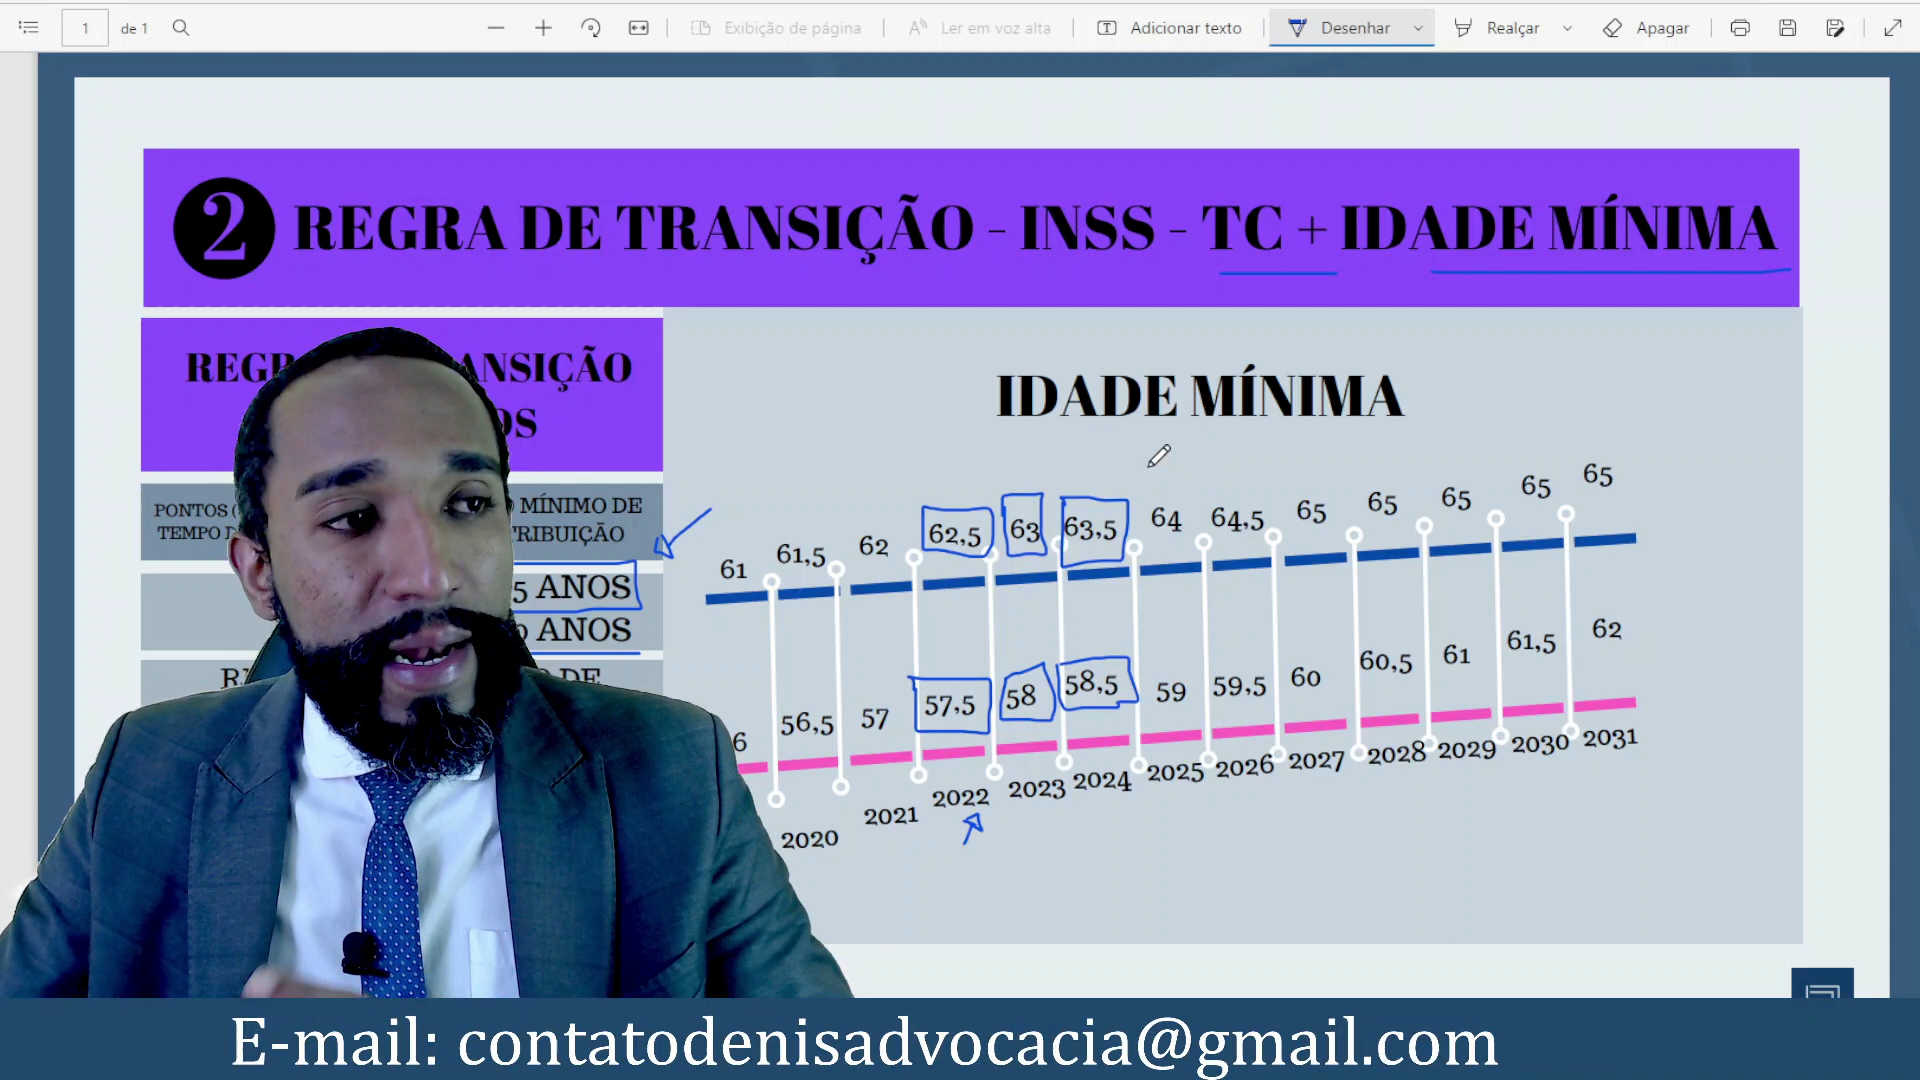 1 de 1 Exibição de página Ler em voz alta Adicionar texto Desenhar Realçar Apagar
2 REGRA DE TRANSIÇÃO - INSS - TC + IDADE MÍNIMA
IDADE MÍNIMA
PONTOS
MÍNIMO DE
5 ANOS
ANOS
DE
61 61,5 62 62,5 63 63,5 64 64,5 65 65 65 65 65
6 56,5 57 57,5 58 58,5 59 59,5 60 60,5 61 61,5 62
2020 2021 2022 2023 2024 2025 2026 2027 2028 2029 2030 2031
E-mail: contatodenisadvocacia@gmail.com